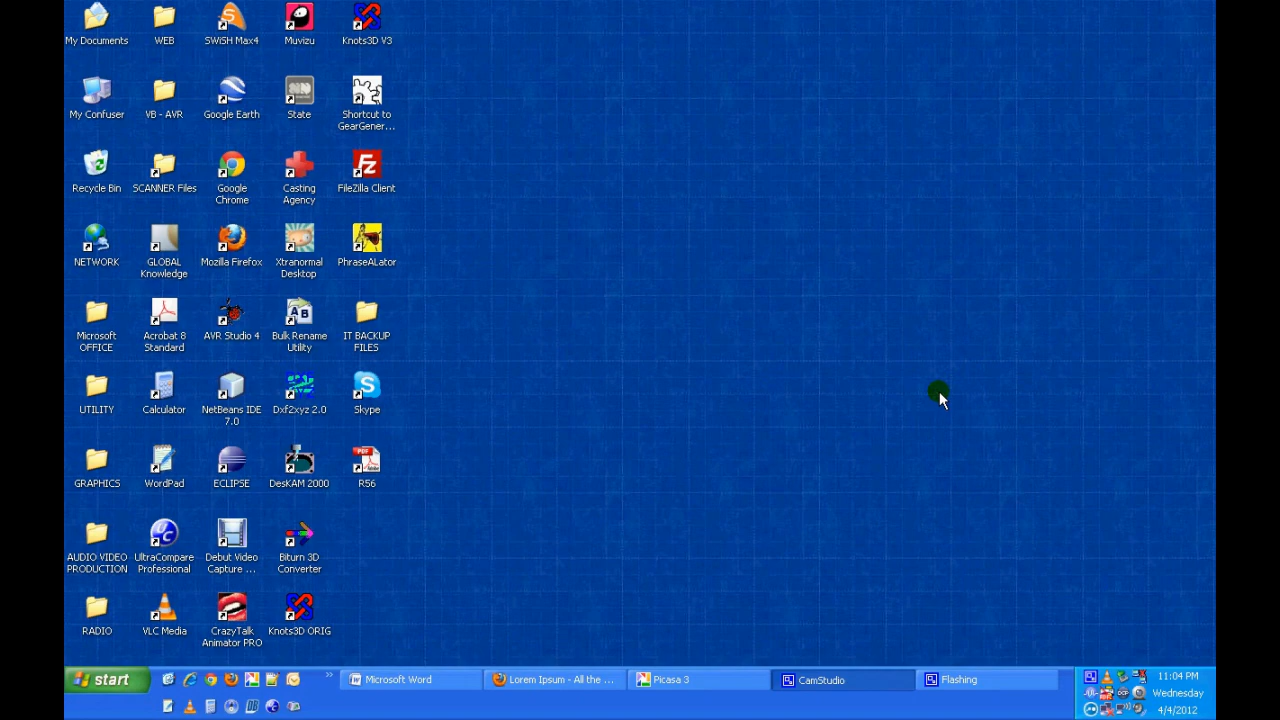 My Documents
WEB
SWiSH Max4
Muvizu
Knots3D V3
My Confuser
VB - AVR
Google Earth
State
Shortcut to
GearGener...
Recycle Bin
SCANNER Files
Google
Chrome
Casting
Agency
FileZilla Client
NETWORK
GLOBAL
Knowledge
Mozilla Firefox
Xtranormal
Desktop
PhraseALator
Microsoft
OFFICE
Acrobat 8
Standard
AVR Studio 4
Bulk Rename
Utility
IT BACKUP
FILES
UTILITY
Calculator
NetBeans IDE
7.0
Dxf2xyz 2.0
Skype
GRAPHICS
WordPad
ECLIPSE
DesKAM 2000
R56
AUDIO VIDEO
PRODUCTION
UltraCompare
Professional
Debut Video
Capture ...
Biturn 3D
Converter
RADIO
VLC Media
CrazyTalk
Animator PRO
Knots3D ORIG
start
Microsoft Word
Lorem Ipsum - All the ...
Picasa 3
CamStudio
Flashing
11:04 PM
Wednesday
4/4/2012